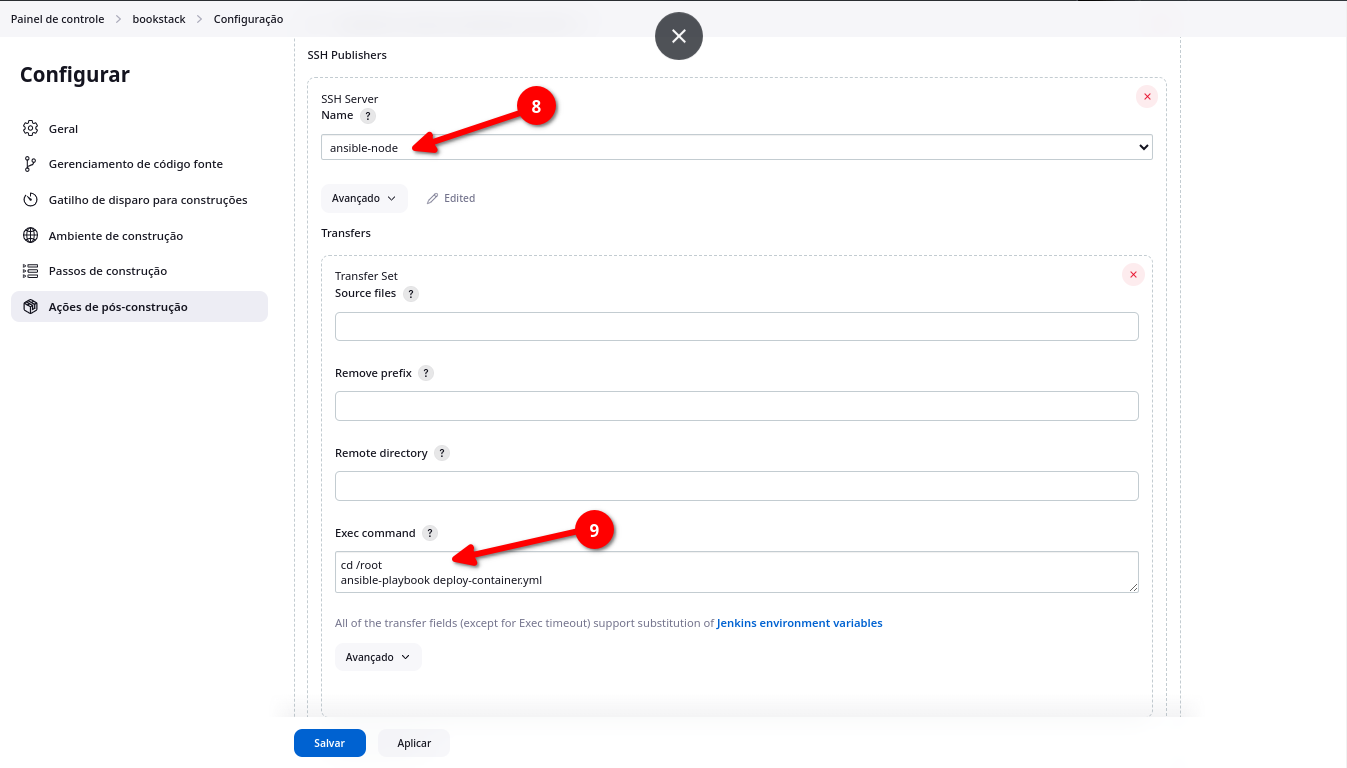 Painel de controle > bookstack > Configuração
Configurar
Geral
Gerenciamento de código fonte
Gatilho de disparo para construções
Ambiente de construção
Passos de construção
Ações de pós-construção
SSH Publishers
SSH Server
Name ?
8
ansible-node
Avançado
Edited
Transfers
Transfer Set
Source files ?
Remove prefix ?
Remote directory ?
Exec command ?
9
cd /root
ansible-playbook deploy-container.yml
All of the transfer fields (except for Exec timeout) support substitution of Jenkins environment variables
Avançado
Salvar
Aplicar